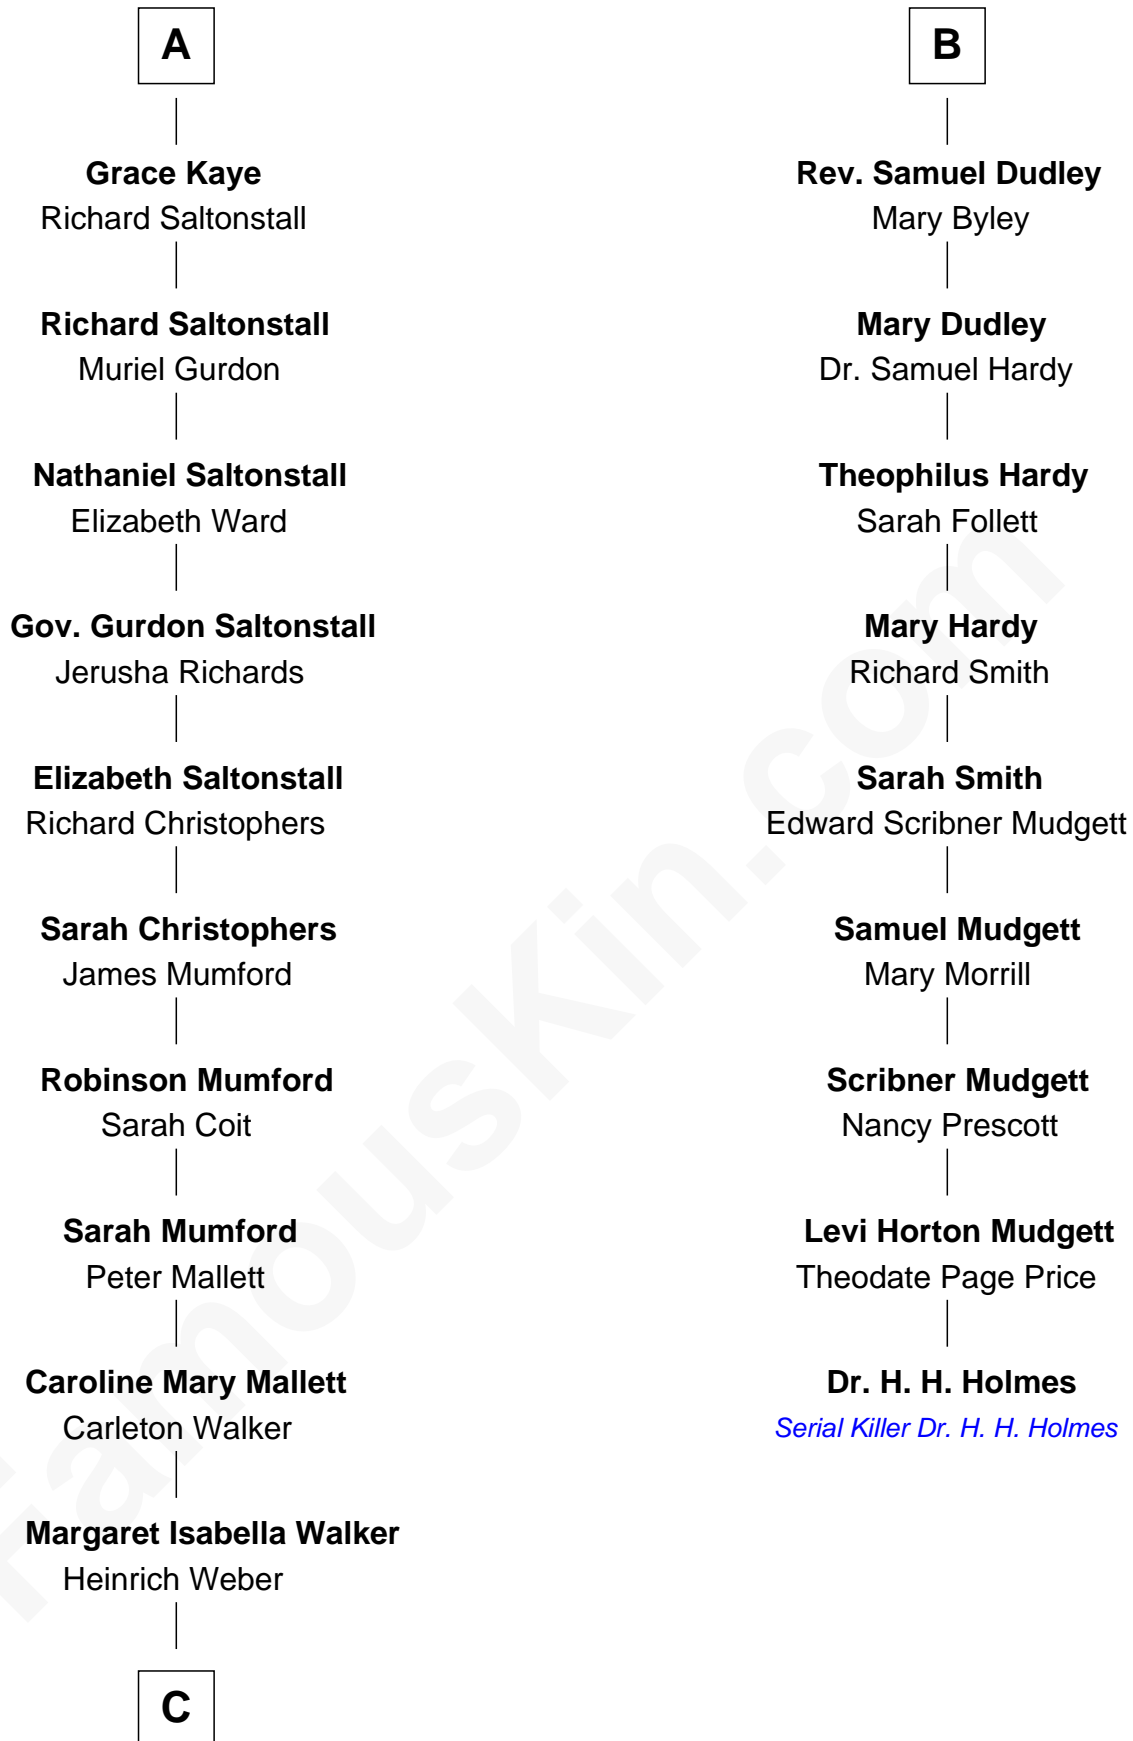 A
Grace Kaye
Richard Saltonstall
Richard Saltonstall
Muriel Gurdon
Nathaniel Saltonstall
Elizabeth Ward
Gov. Gurdon Saltonstall
Jerusha Richards
Elizabeth Saltonstall
Richard Christophers
Sarah Christophers
James Mumford
Robinson Mumford
Sarah Coit
Sarah Mumford
Peter Mallett
Caroline Mary Mallett
Carleton Walker
Margaret Isabella Walker
Heinrich Weber
C
B
Rev. Samuel Dudley
Mary Byley
Mary Dudley
Dr. Samuel Hardy
Theophilus Hardy
Sarah Follett
Mary Hardy
Richard Smith
Sarah Smith
Edward Scribner Mudgett
Samuel Mudgett
Mary Morrill
Scribner Mudgett
Nancy Prescott
Levi Horton Mudgett
Theodate Page Price
Dr. H. H. Holmes
Serial Killer Dr. H. H. Holmes
FamousKin.com